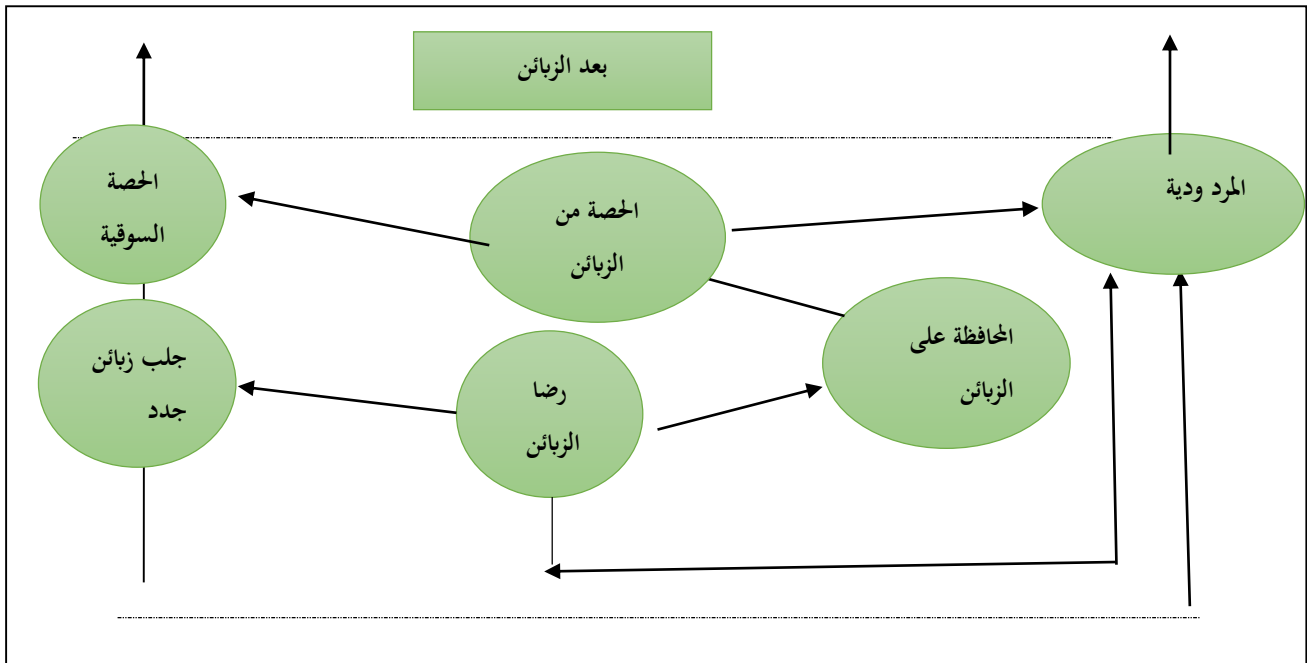 بعد الزبائن
المرد ودية
الحصة من
الزبائن
الحصة
السوقية
المحافظة على
الزبائن
رضا
الزبائن
جلب زبائن
جدد